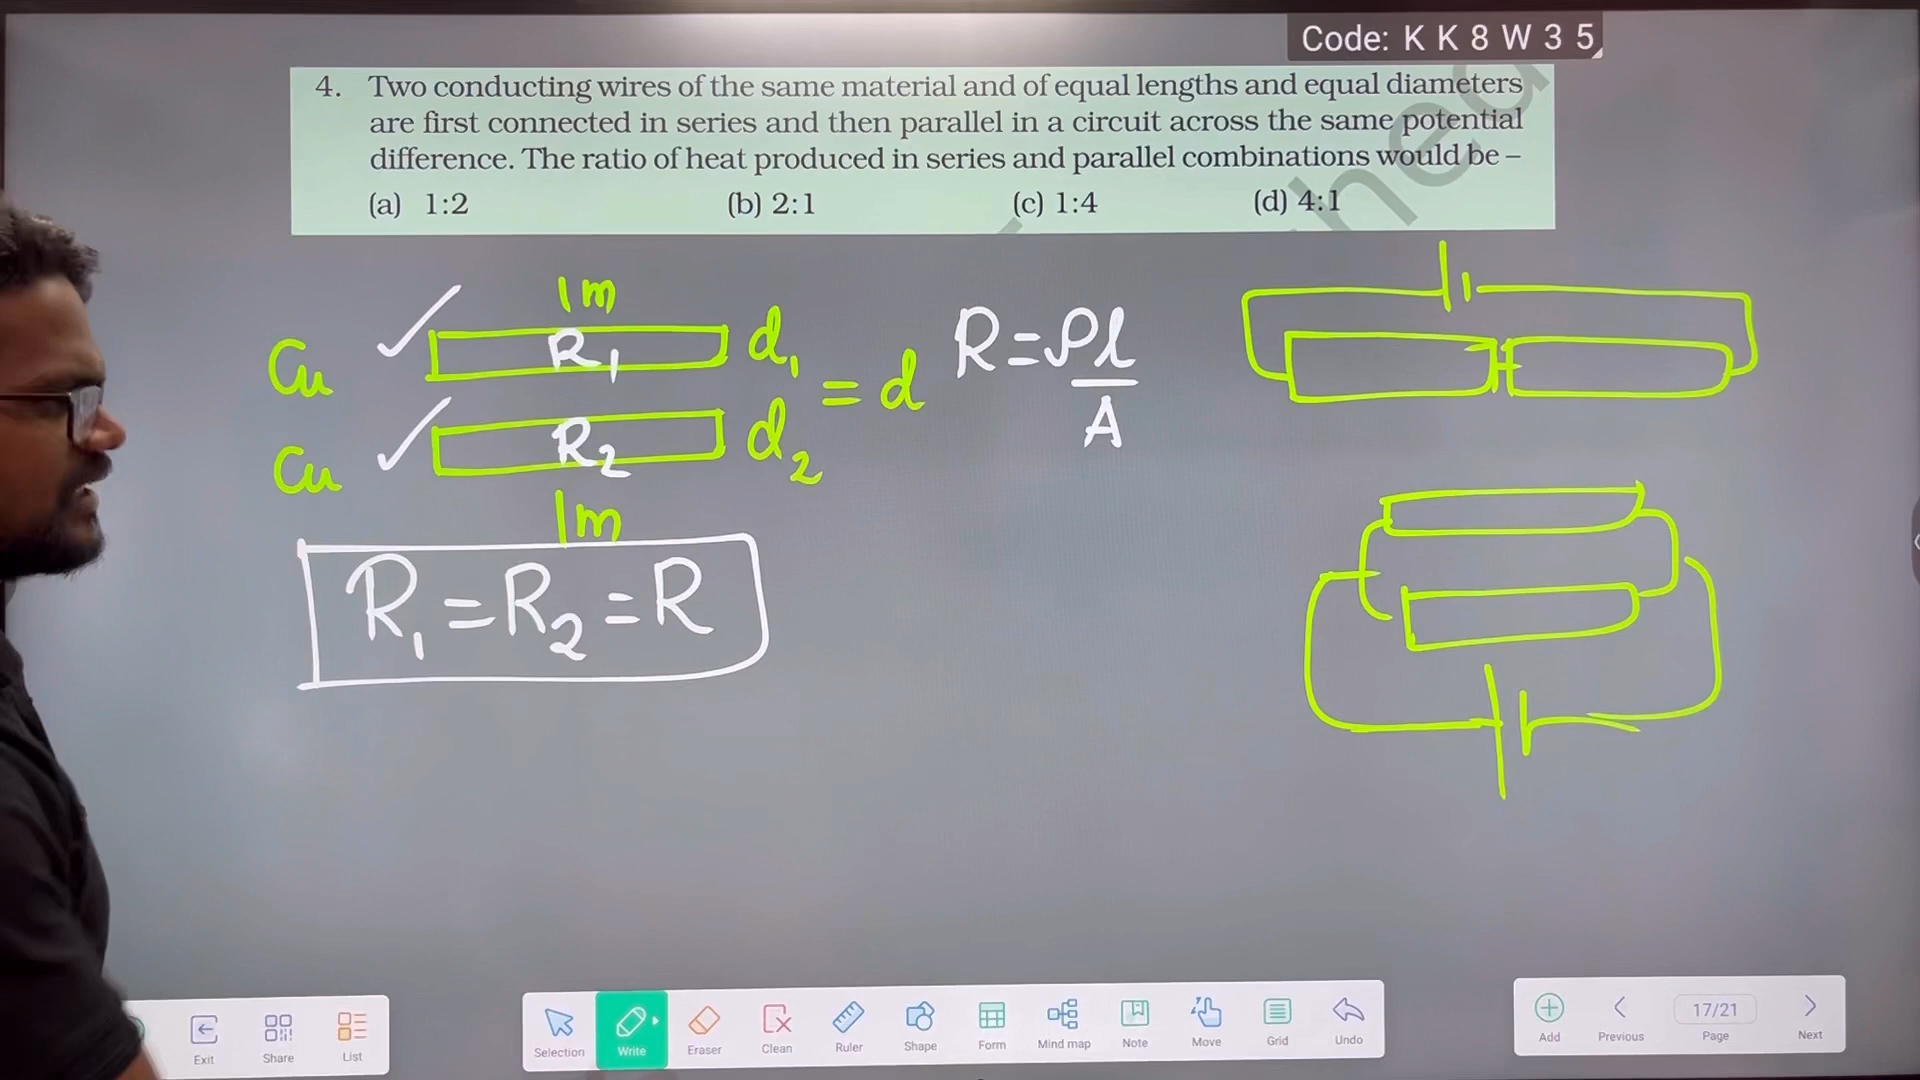 Code: K K 8 W 3 5
4. Two conducting wires of the same material and of equal lengths and equal diameters
are first connected in series and then parallel in a circuit across the same potential
difference. The ratio of heat produced in series and parallel combinations would be –
(a) 1:2 (b) 2:1 (c) 1:4 (d) 4:1
1m
Cu R₁ d₁
= d
R = ρl/A
Cu R₂ d₂
1m
R₁ = R₂ = R
Exit Share List
Selection Write Eraser Clean Ruler Shape Form Mind map Note Move Grid Undo
Add Previous 17/21 Page Next